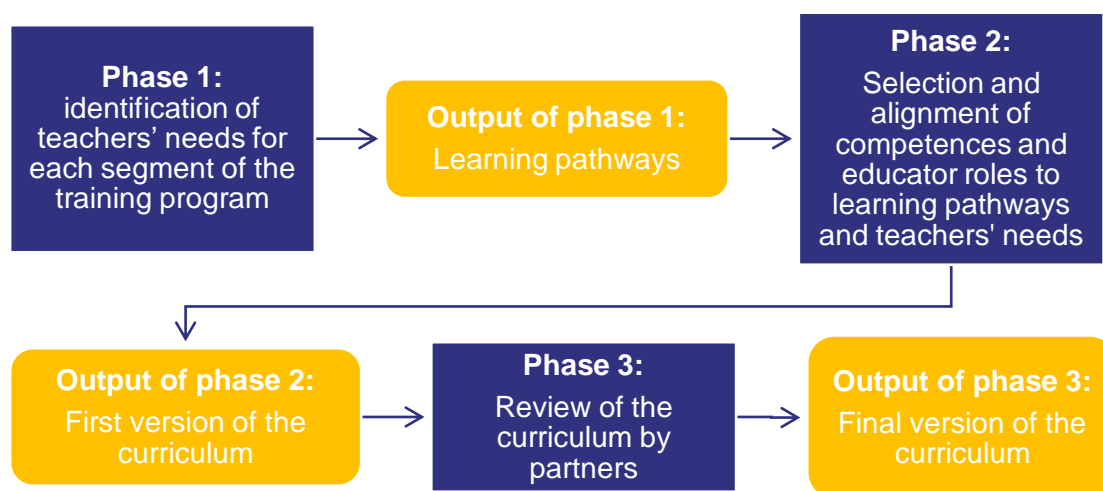 Phase 1:
identification of
teachers’ needs for
each segment of the
training program
Output of phase 1:
Learning pathways
Phase 2:
Selection and
alignment of
competences and
educator roles to
learning pathways
and teachers' needs
Output of phase 2:
First version of the
curriculum
Phase 3:
Review of the
curriculum by
partners
Output of phase 3:
Final version of the
curriculum